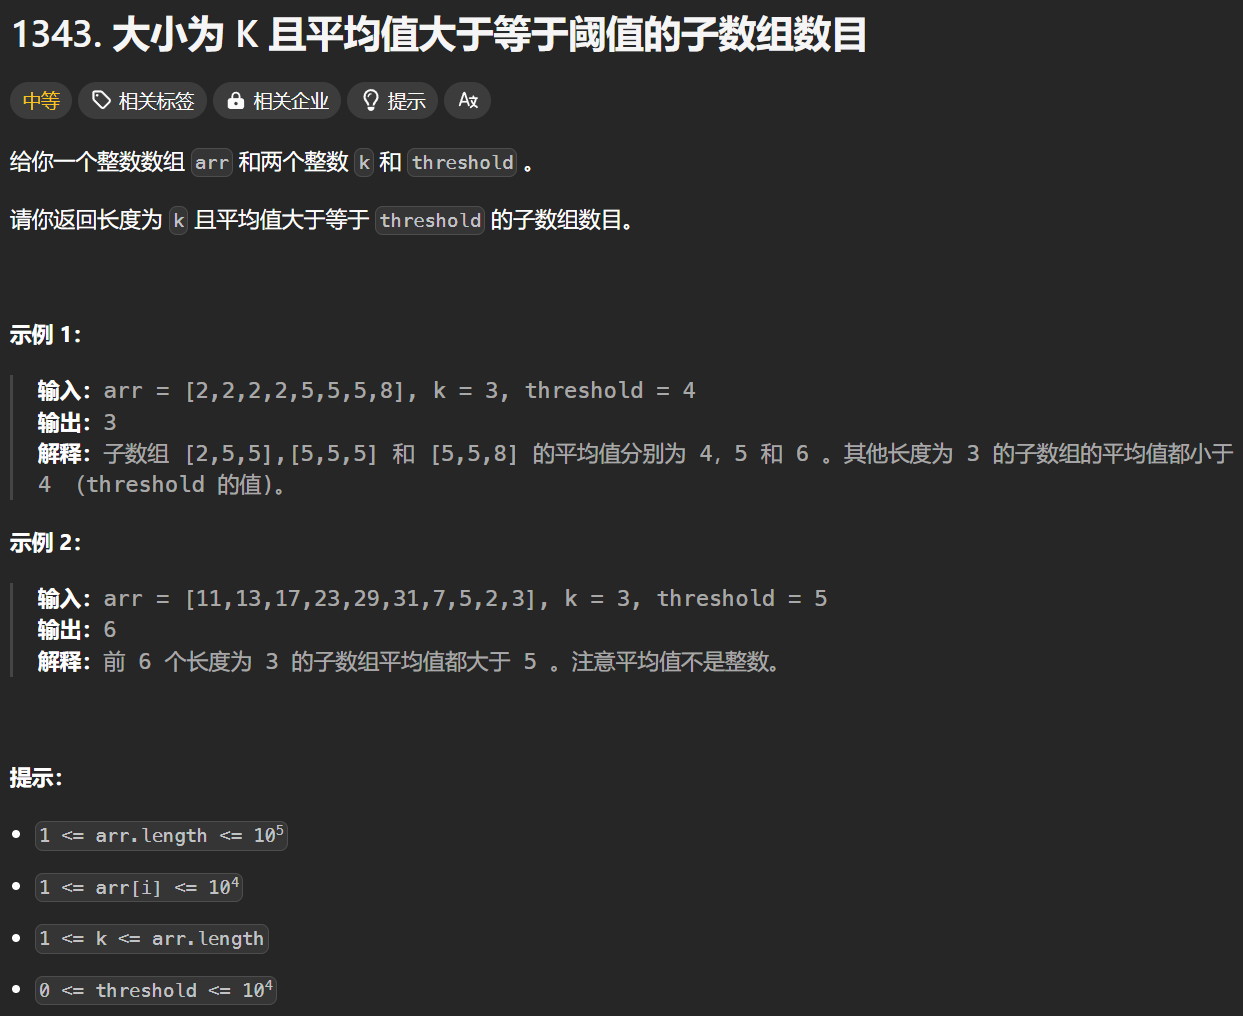 1343. 大小为 K 且平均值大于等于阈值的子数组数目
中等 相关标签 相关企业 提示 A文
给你一个整数数组 arr 和两个整数 k 和 threshold 。
请你返回长度为 k 且平均值大于等于 threshold 的子数组数目。
示例 1：
输入：arr = [2,2,2,2,5,5,5,8], k = 3, threshold = 4
输出：3
解释：子数组 [2,5,5],[5,5,5] 和 [5,5,8] 的平均值分别为 4，5 和 6 。其他长度为 3 的子数组的平均值都小于
4 （threshold 的值)。
示例 2：
输入：arr = [11,13,17,23,29,31,7,5,2,3], k = 3, threshold = 5
输出：6
解释：前 6 个长度为 3 的子数组平均值都大于 5 。注意平均值不是整数。
提示：
1 <= arr.length <= 10⁵
1 <= arr[i] <= 10⁴
1 <= k <= arr.length
0 <= threshold <= 10⁴